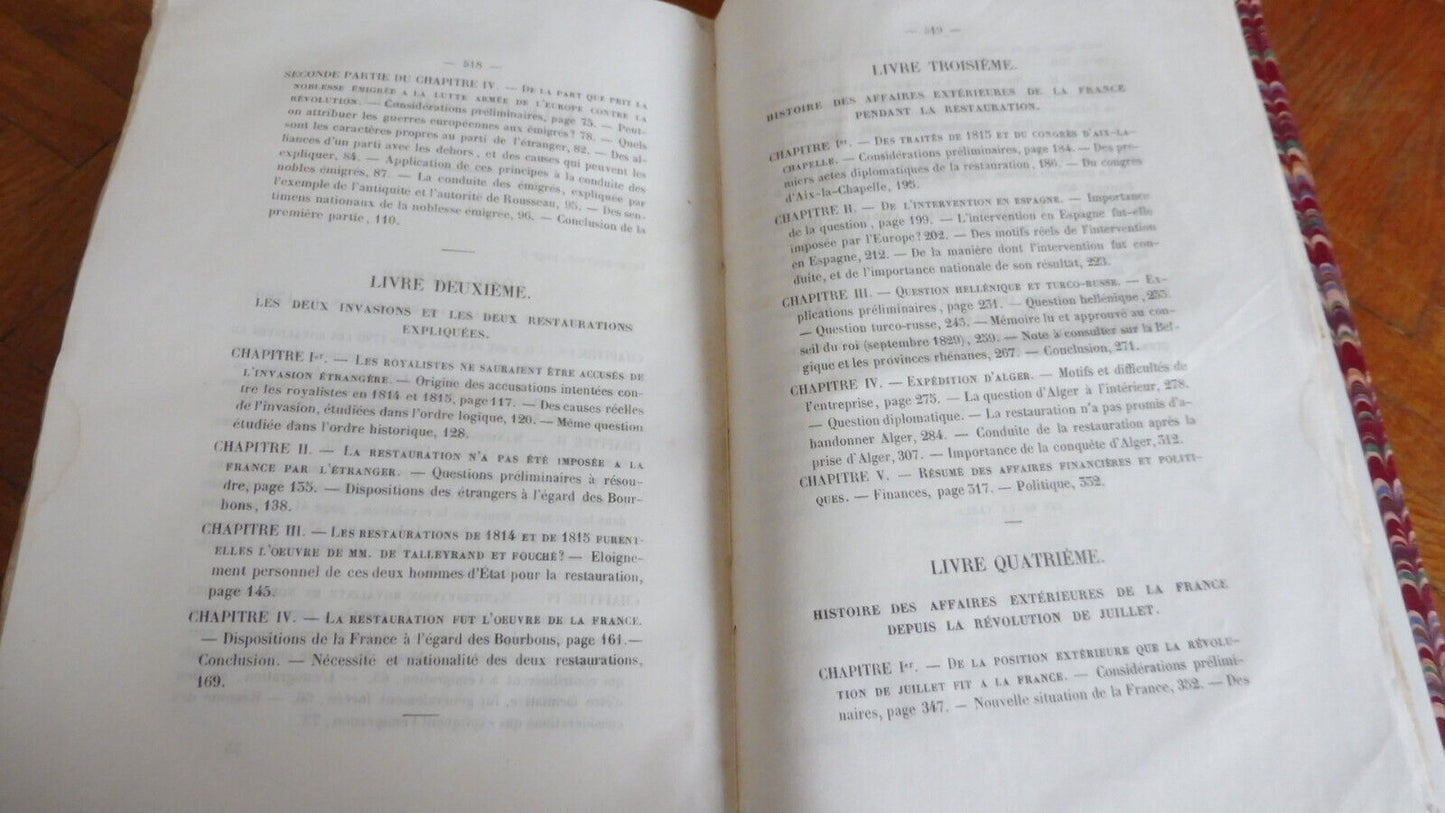 — 518 —
SECONDE PARTIE DU CHAPITRE IV. — DE LA PART QUE PRIT LA
NOBLESSE ÉMIGRÉE A LA LUTTE ARMÉE DE L'EUROPE CONTRE LA
RÉVOLUTION. — Considérations préliminaires, page 75. — Peut-
on attribuer les guerres européennes aux émigrés? 78. — Quels
sont les caractères propres au parti de l'étranger, 82. — Des al-
liances d'un parti avec les dehors, et des causes qui peuvent les
expliquer, 84. — Application de ces principes à la conduite des
nobles émigrés, 87. — La conduite des émigrés, expliquée par
l'exemple de l'antiquite et l'autorité de Rousseau, 95. — Des sen-
timens nationaux de la noblesse émigrée, 96. — Conclusion de la
première partie, 110.
LIVRE DEUXIÈME.
LES DEUX INVASIONS ET LES DEUX RESTAURATIONS
EXPLIQUÉES.
CHAPITRE Ier. — LES ROYALISTES NE SAURAIENT ÊTRE ACCUSÉS DE
L'INVASION ÉTRANGÈRE. — Origine des accusations intentées con-
tre les royalistes en 1814 et 1815, page 117. — Des causes réelles
de l'invasion, étudiées dans l'ordre logique, 120. — Même question
étudiée dans l'ordre historique, 128.
CHAPITRE II. — LA RESTAURATION N'A PAS ÉTÉ IMPOSÉE A LA
FRANCE PAR L'ÉTRANGER. — Questions préliminaires à résou-
dre, page 135. — Dispositions des étrangers à l'égard des Bour-
bons, 138.
CHAPITRE III. — LES RESTAURATIONS DE 1814 ET DE 1815 FURENT-
ELLES L'OEUVRE DE MM. DE TALLEYRAND ET FOUCHÉ? — Eloigne-
ment personnel de ces deux hommes d'État pour la restauration,
page 145.
CHAPITRE IV. — LA RESTAURATION FUT L'OEUVRE DE LA FRANCE.
— Dispositions de la France à l'égard des Bourbons, page 161. —
Conclusion. — Nécessité et nationalité des deux restaurations,
169.
— 519 —
LIVRE TROISIÈME.
HISTOIRE DES AFFAIRES EXTÉRIEURES DE LA FRANCE
PENDANT LA RESTAURATION.
CHAPITRE Ier. — DES TRAITÉS DE 1815 ET DU CONGRÈS D'AIX-LA-
CHAPELLE. — Considérations préliminaires, page 184. — Des pre-
miers actes diplomatiques de la restauration, 186. — Du congrès
d'Aix-la-Chapelle, 195.
CHAPITRE II. — DE L'INTERVENTION EN ESPAGNE. — Importance
de la question, page 199. — L'intervention en Espagne fut-elle
imposée par l'Europe? 202. — Des motifs réels de l'intervention
en Espagne, 212. — De la manière dont l'intervention fut con-
duite, et de l'importance nationale de son résultat, 223.
CHAPITRE III. — QUESTION HELLÉNIQUE ET TURCO-RUSSE. — Ex-
plications préliminaires, page 231. — Question hellénique, 233.
— Question turco-russe, 245. — Mémoire lu et approuvé au con-
seil du roi (septembre 1829), 259. — Note à consulter sur la Bel-
gique et les provinces rhénanes, 267. — Conclusion, 271.
CHAPITRE IV. — EXPÉDITION D'ALGER. — Motifs et difficultés de
l'entreprise, page 275. — La question d'Alger à l'intérieur, 278.
— Question diplomatique. — La restauration n'a pas promis d'a-
bandonner Alger, 284. — Conduite de la restauration après la
prise d'Alger, 307. — Importance de la conquête d'Alger, 312.
CHAPITRE V. — RÉSUMÉ DES AFFAIRES FINANCIÈRES ET POLITI-
QUES. — Finances, page 317. — Politique, 332.
LIVRE QUATRIÈME.
HISTOIRE DES AFFAIRES EXTÉRIEURES DE LA FRANCE
DEPUIS LA RÉVOLUTION DE JUILLET.
CHAPITRE Ier. — DE LA POSITION EXTÉRIEURE QUE LA RÉVOLU-
TION DE JUILLET FIT A LA FRANCE. — Considérations prélimi-
naires, page 347. — Nouvelle situation de la France, 352. — Des